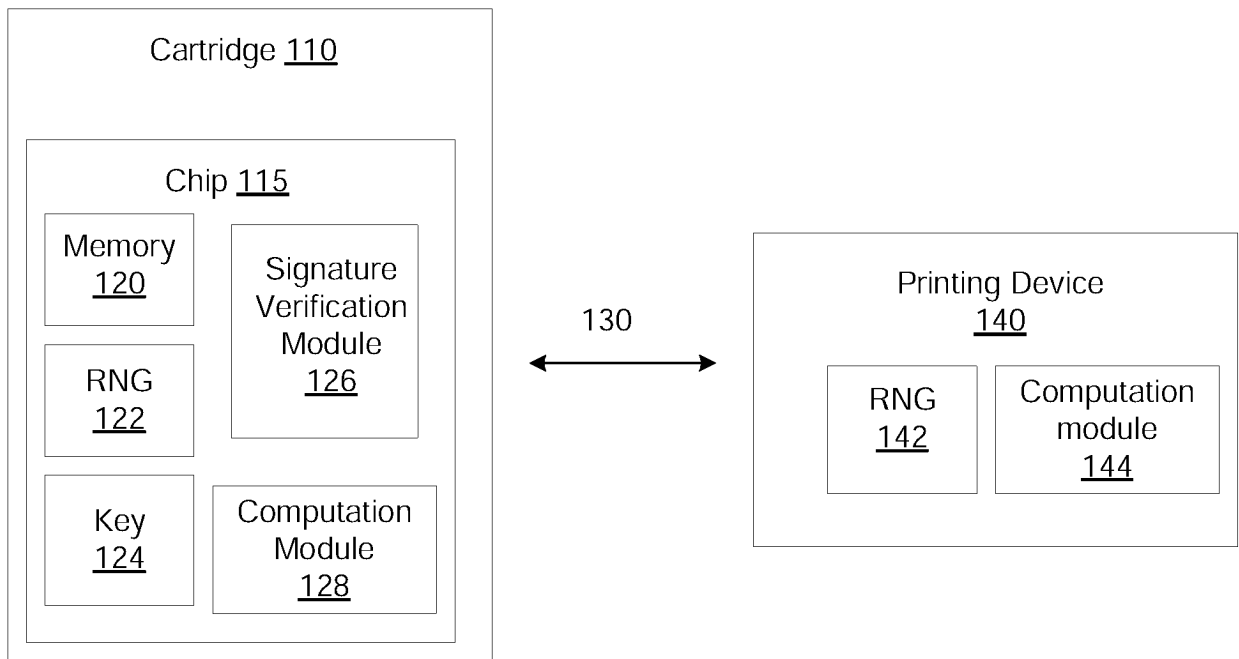 Cartridge 110
Chip 115
Memory
120
RNG
122
Key
124
Signature
Verification
Module
126
Computation
Module
128
130
Printing Device
140
RNG
142
Computation
module
144